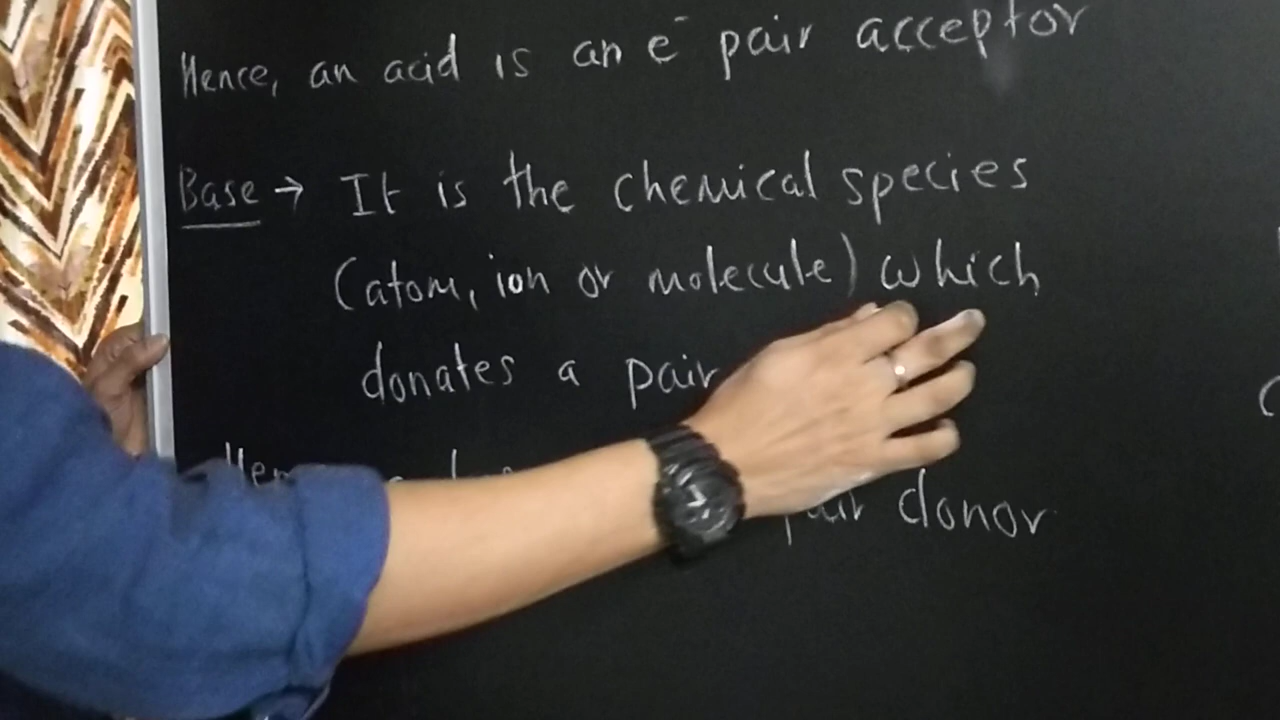 Hence, an acid is an e⁻ pair acceptor
Base → It is the chemical species
(atom, ion or molecule) which
donates a pair
pair donor